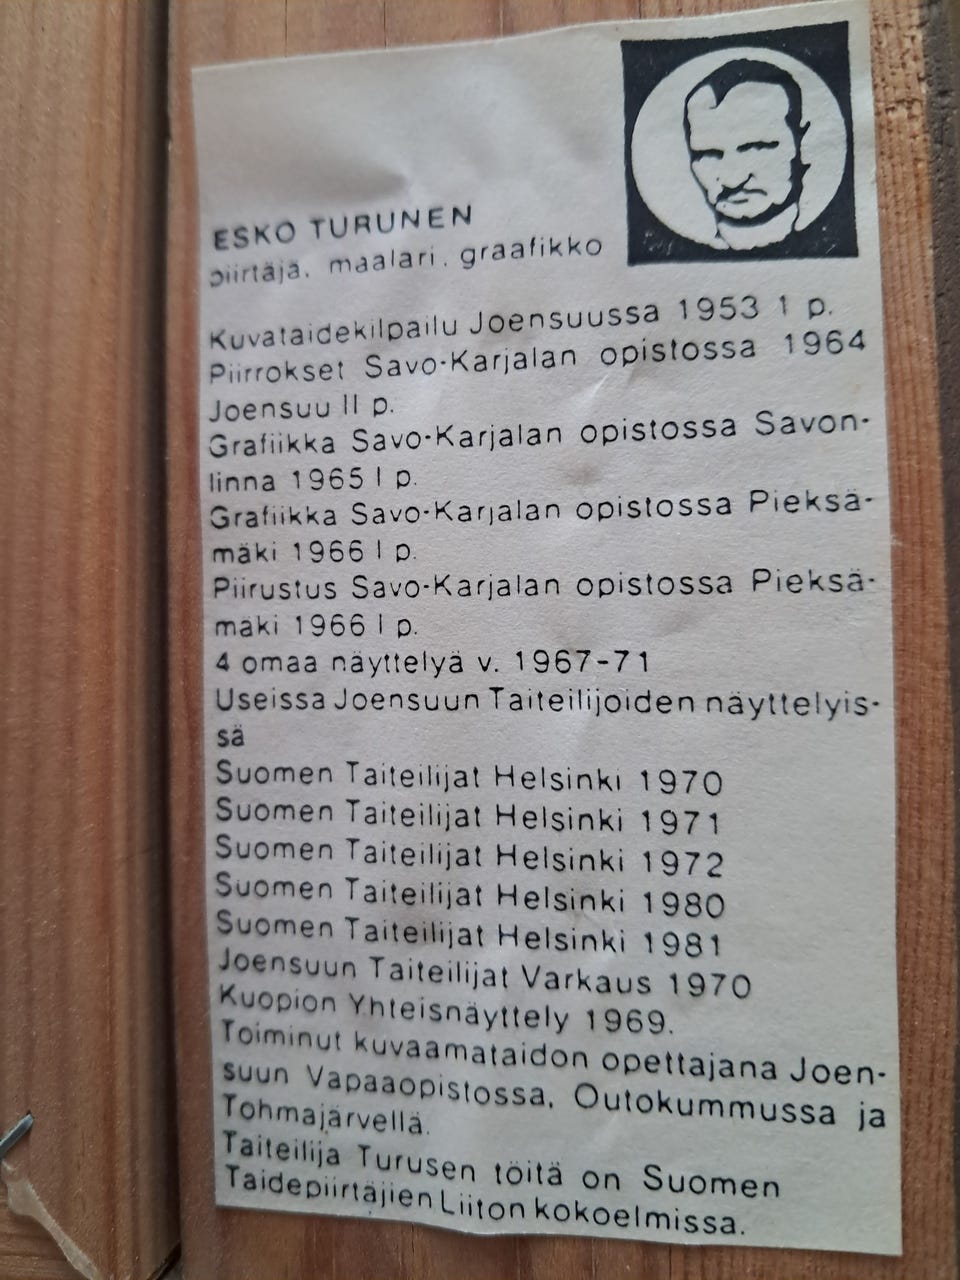 ESKO TURUNEN
piirtäjä, maalari, graafikko
Kuvataidekilpailu Joensuussa 1953 1 p.
Piirrokset Savo-Karjalan opistossa 1964
Joensuu II p.
Grafiikka Savo-Karjalan opistossa Savon-
linna 1965 I p.
Grafiikka Savo-Karjalan opistossa Pieksä-
mäki 1966 I p.
Piirustus Savo-Karjalan opistossa Pieksä-
mäki 1966 I p.
4 omaa näyttelyä v. 1967-71
Useissa Joensuun Taiteilijoiden näyttelyis-
sä
Suomen Taiteilijat Helsinki 1970
Suomen Taiteilijat Helsinki 1971
Suomen Taiteilijat Helsinki 1972
Suomen Taiteilijat Helsinki 1980
Suomen Taiteilijat Helsinki 1981
Joensuun Taiteilijat Varkaus 1970
Kuopion Yhteisnäyttely 1969.
Toiminut kuvaamataidon opettajana Joen-
suun Vapaaopistossa, Outokummussa ja
Tohmajärvellä.
Taiteilija Turusen töitä on Suomen
Taidepiirtäjien Liiton kokoelmissa.